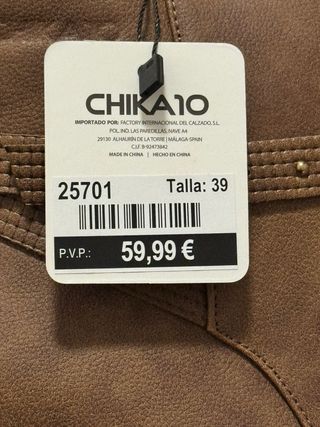 CHIKA10
IMPORTADO POR: FACTORY INTERNACIONAL DEL CALZADO, S.L.
POL. IND. LAS PAREDILLAS, NAVE A4
29130 ALHAURÍN DE LA TORRE | MÁLAGA-SPAIN
C.I.F. B-92473842
MADE IN CHINA | HECHO EN CHINA
25701 Talla: 39
P.V.P.: 59,99 €